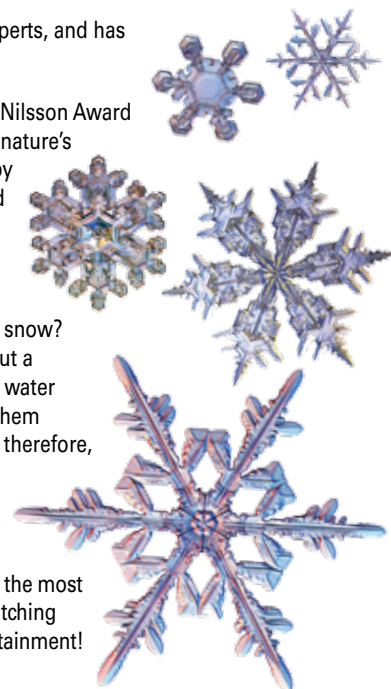 perts, and has
Nilsson Award
nature's
by
snow?
ut a
water
hem
therefore,
the most
tching
tainment!